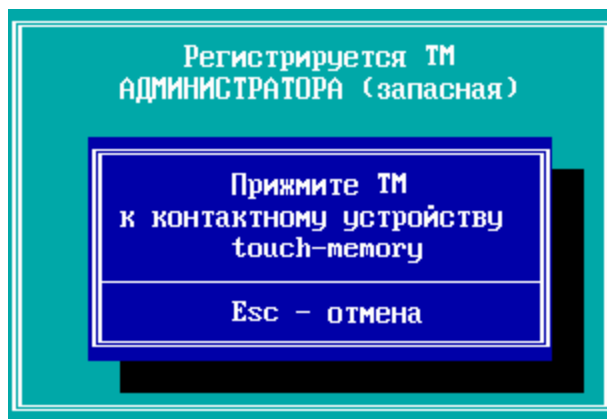 Регистрируется ТМ
АДМИНИСТРАТОРА (запасная)
Прижмите ТМ
к контактному устройству
touch-memory
Esc - отмена